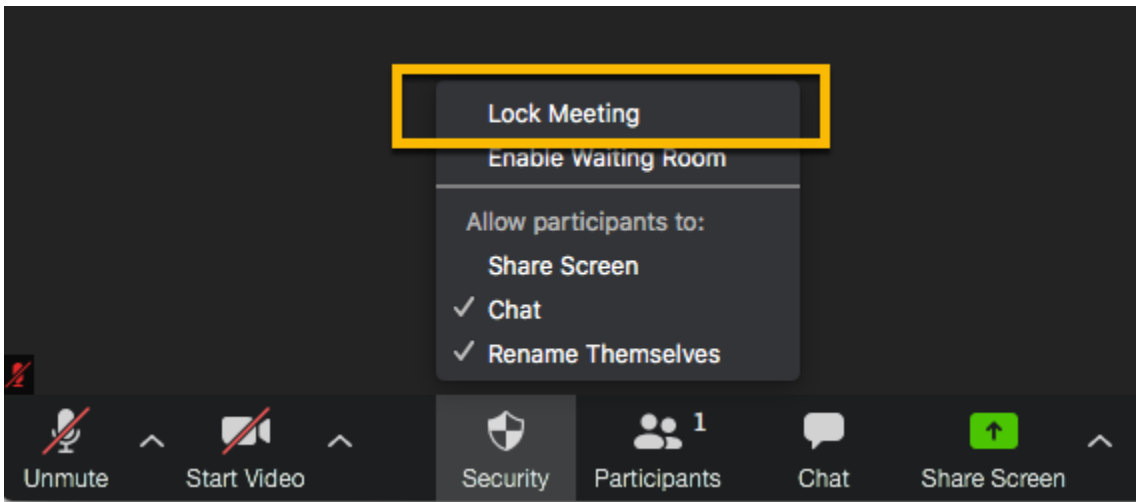 Lock Meeting
Enable Waiting Room
Allow participants to:
Share Screen
Chat
Rename Themselves
1
Unmute
Start Video
Security
Participants
Chat
Share Screen